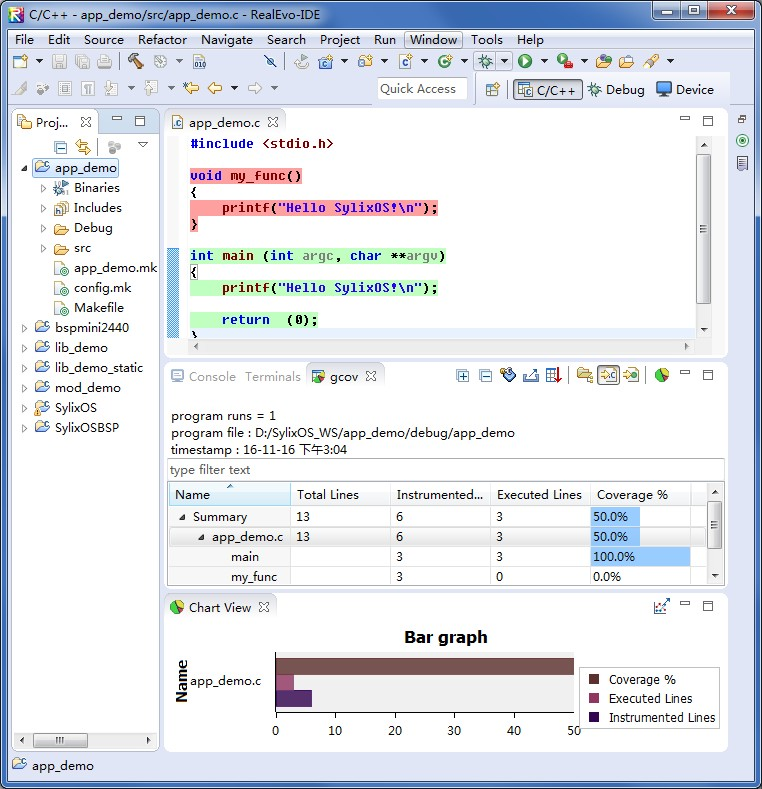 C/C++ - app_demo/src/app_demo.c - RealEvo-IDE
File Edit Source Refactor Navigate Search Project Run Window Tools Help
010
Quick Access
C/C++ Debug Device
Proj...
app_demo
Binaries
Includes
Debug
src
app_demo.mk
config.mk
Makefile
bspmini2440
lib_demo
lib_demo_static
mod_demo
SylixOS
SylixOSBSP
app_demo.c
#include <stdio.h>
void my_func()
{
printf("Hello SylixOS!\n");
}
int main (int argc, char **argv)
{
printf("Hello SylixOS!\n");
return (0);
}
Console Terminals gcov
program runs = 1
program file : D:/SylixOS_WS/app_demo/debug/app_demo
timestamp : 16-11-16 下午3:04
type filter text
Name Total Lines Instrumented... Executed Lines Coverage %
Summary 13 6 3 50.0%
app_demo.c 13 6 3 50.0%
main 3 3 100.0%
my_func 3 0 0.0%
Chart View
Bar graph
Name
app_demo.c
0 10 20 30 40 50
Coverage %
Executed Lines
Instrumented Lines
app_demo